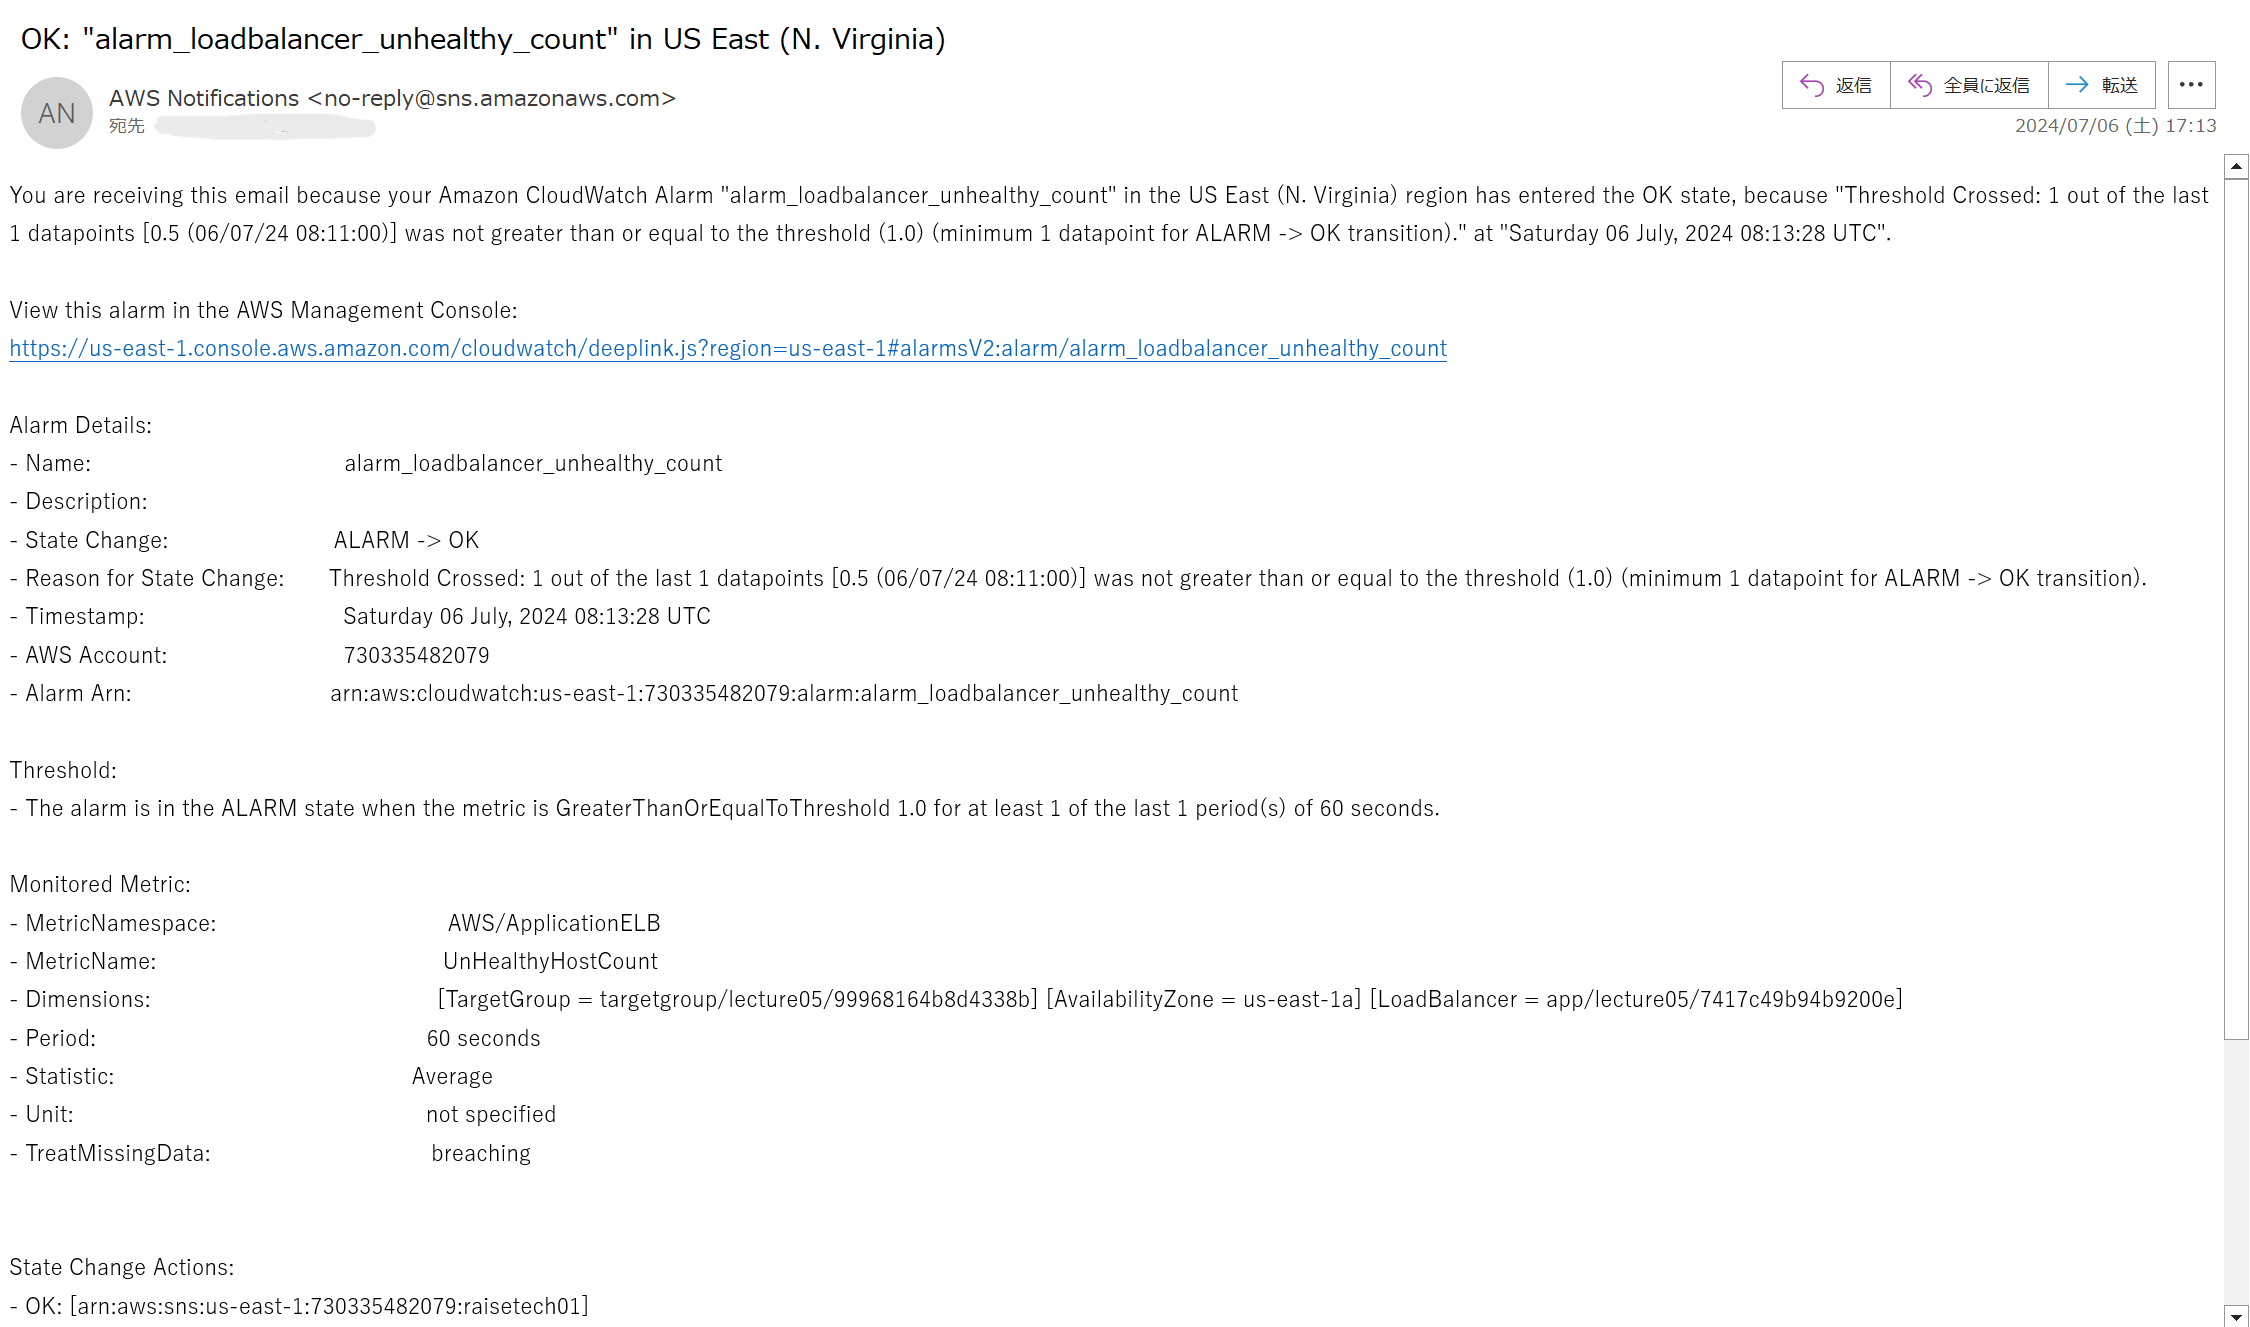 OK: "alarm_loadbalancer_unhealthy_count" in US East (N. Virginia)
AN
AWS Notifications <no-reply@sns.amazonaws.com>
宛先
返信
全員に返信
転送
2024/07/06 (土) 17:13
You are receiving this email because your Amazon CloudWatch Alarm "alarm_loadbalancer_unhealthy_count" in the US East (N. Virginia) region has entered the OK state, because "Threshold Crossed: 1 out of the last
1 datapoints [0.5 (06/07/24 08:11:00)] was not greater than or equal to the threshold (1.0) (minimum 1 datapoint for ALARM -> OK transition)." at "Saturday 06 July, 2024 08:13:28 UTC".
View this alarm in the AWS Management Console:
https://us-east-1.console.aws.amazon.com/cloudwatch/deeplink.js?region=us-east-1#alarmsV2:alarm/alarm_loadbalancer_unhealthy_count
Alarm Details:
- Name: alarm_loadbalancer_unhealthy_count
- Description:
- State Change: ALARM -> OK
- Reason for State Change: Threshold Crossed: 1 out of the last 1 datapoints [0.5 (06/07/24 08:11:00)] was not greater than or equal to the threshold (1.0) (minimum 1 datapoint for ALARM -> OK transition).
- Timestamp: Saturday 06 July, 2024 08:13:28 UTC
- AWS Account: 730335482079
- Alarm Arn: arn:aws:cloudwatch:us-east-1:730335482079:alarm:alarm_loadbalancer_unhealthy_count
Threshold:
- The alarm is in the ALARM state when the metric is GreaterThanOrEqualToThreshold 1.0 for at least 1 of the last 1 period(s) of 60 seconds.
Monitored Metric:
- MetricNamespace: AWS/ApplicationELB
- MetricName: UnHealthyHostCount
- Dimensions: [TargetGroup = targetgroup/lecture05/99968164b8d4338b] [AvailabilityZone = us-east-1a] [LoadBalancer = app/lecture05/7417c49b94b9200e]
- Period: 60 seconds
- Statistic: Average
- Unit: not specified
- TreatMissingData: breaching
State Change Actions:
- OK: [arn:aws:sns:us-east-1:730335482079:raisetech01]